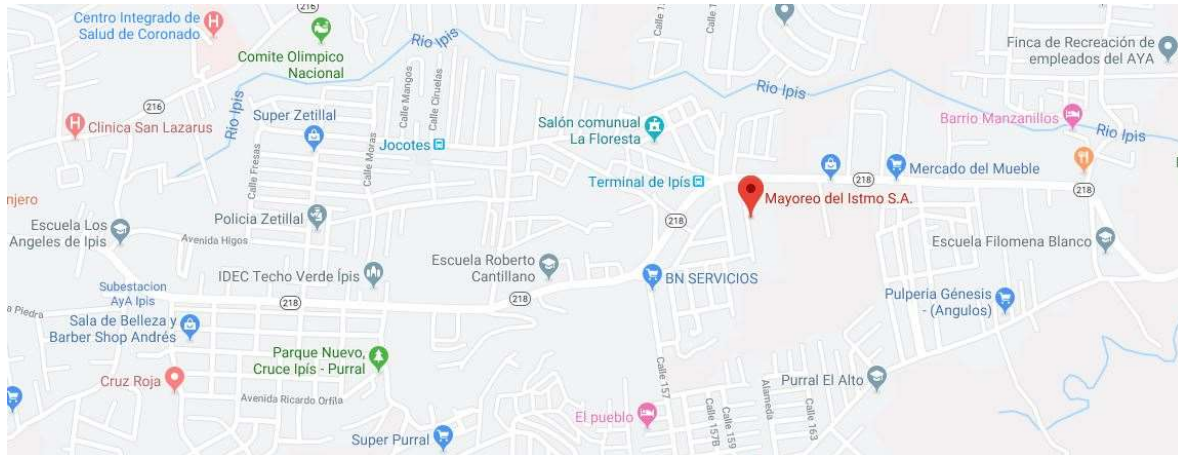 Centro Integrado de
Salud de Coronado
216
Comite Olimpico
Nacional
Rio Ipis
Calle 1
Finca de Recreación de
empleados del AYA
216
Clinica San Lazarus
Rio Ipis
Super Zetillal
Calle Mangos
Calle Ciruelas
Jocotes
Calle Fresas
Calle Moras
Salón comunal
La Floresta
Rio Ipis
Barrio Manzanillos
Rio Ipis
Terminal de Ipís
218
Mercado del Mueble
218
njero
Mayoreo del Istmo S.A.
Escuela Los
Angeles de Ipis
Policia Zetillal
Avenida Higos
218
Escuela Filomena Blanco
IDEC Techo Verde Ípis
Escuela Roberto
Cantillano
BN SERVICIOS
Subestacion
AyA Ipis
a Piedra
218
218
Pulperia Génesis
- (Angulos)
Sala de Belleza y
Barber Shop Andrés
Parque Nuevo,
Cruce Ipís - Purral
Cruz Roja
Avenida Ricardo Orfila
Calle 157
Purral El Alto
Alameda
El pueblo
Calle 157B
Calle 159
Calle 163
Super Purral